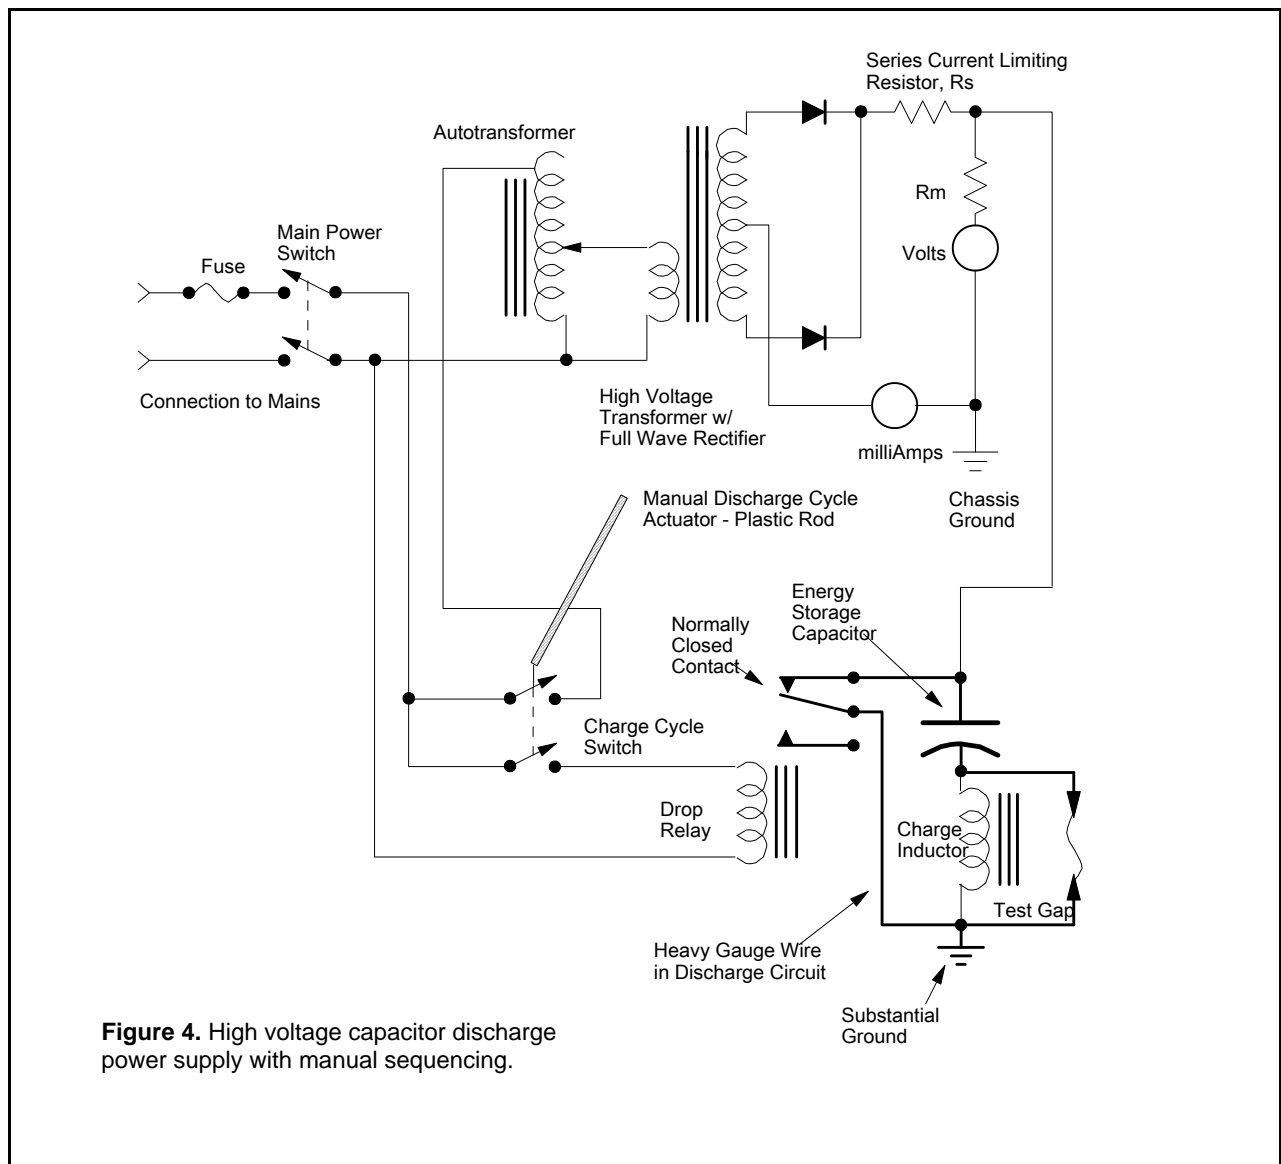 Series Current Limiting
Resistor, Rs
Autotransformer
Rm
Main Power
Switch
Volts
Fuse
Connection to Mains
High Voltage
Transformer w/
Full Wave Rectifier
milliAmps
Manual Discharge Cycle
Actuator - Plastic Rod
Chassis
Ground
Energy
Storage
Capacitor
Normally
Closed
Contact
Charge Cycle
Switch
Drop
Relay
Charge
Inductor
Test Gap
Heavy Gauge Wire
in Discharge Circuit
Substantial
Ground
Figure 4. High voltage capacitor discharge
power supply with manual sequencing.